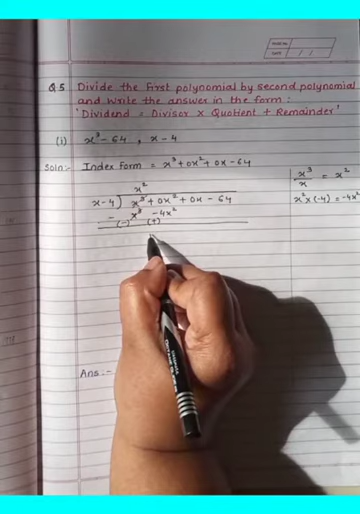 Q.5 Divide the first polynomial by second polynomial
and write the answer in the form :
'Dividend = Divisor × Quotient + Remainder'
(i) x³ - 64 , x - 4
Soln :- Index Form = x³ + 0x² + 0x - 64
x²
x - 4 ) x³ + 0x² + 0x - 64
- x³ - 4x²
(-) (+)
x³/x = x²
x² × (-4) = -4x²
Ans :-